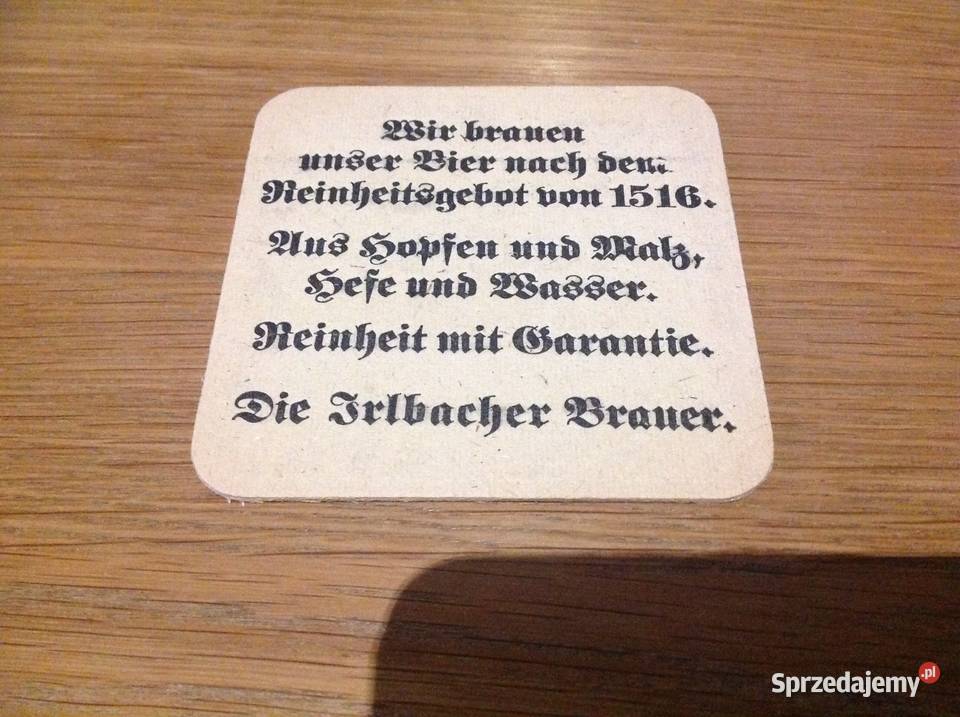 Wir brauen
unser Bier nach dem
Reinheitsgebot von 1516.
Aus Hopfen und Malz,
Hefe und Wasser.
Reinheit mit Garantie.
Die Irlbacher Brauer.
Sprzedajemy.pl